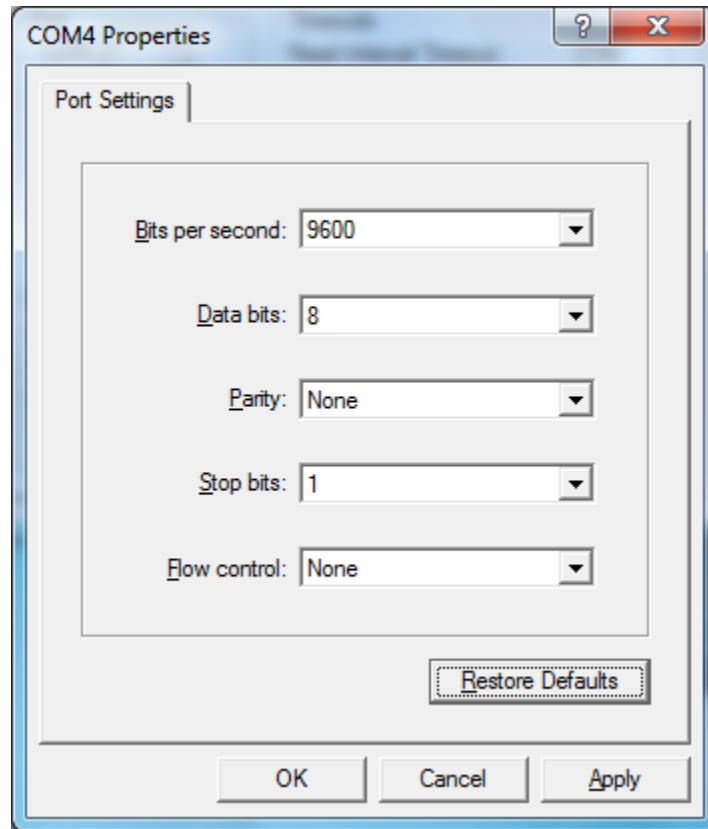 COM4 Properties
Port Settings
Bits per second: 9600
Data bits: 8
Parity: None
Stop bits: 1
Flow control: None
Restore Defaults
OK Cancel Apply